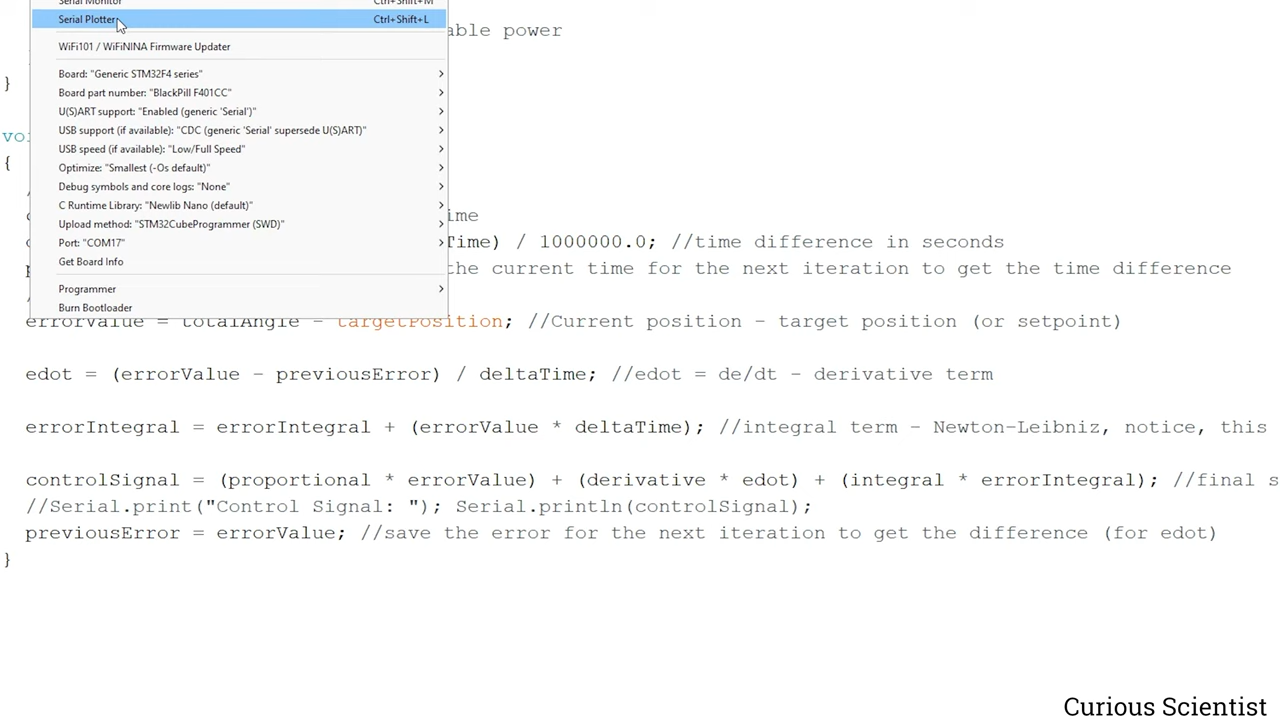 Serial Monitor Ctrl+Shift+M
Serial Plotter Ctrl+Shift+L
able power
WiFi101 / WiFiNINA Firmware Updater
Board: "Generic STM32F4 series"
}
Board part number: "BlackPill F401CC"
U(S)ART support: "Enabled (generic 'Serial')"
USB support (if available): "CDC (generic 'Serial' supersede U(S)ART)"
USB speed (if available): "Low/Full Speed"
{
Optimize: "Smallest (-Os default)"
Debug symbols and core logs: "None"
C Runtime Library: "Newlib Nano (default)"
ime
Upload method: "STM32CubeProgrammer (SWD)"
Port: "COM17"
Time) / 1000000.0; //time difference in seconds
Get Board Info
the current time for the next iteration to get the time difference
Programmer
Burn Bootloader
errorValue = totalAngle - targetPosition; //Current position - target position (or setpoint)
edot = (errorValue - previousError) / deltaTime; //edot = de/dt - derivative term
errorIntegral = errorIntegral + (errorValue * deltaTime); //integral term - Newton-Leibniz, notice, this
controlSignal = (proportional * errorValue) + (derivative * edot) + (integral * errorIntegral); //final s
//Serial.print("Control Signal: "); Serial.println(controlSignal);
previousError = errorValue; //save the error for the next iteration to get the difference (for edot)
}
Curious Scientist